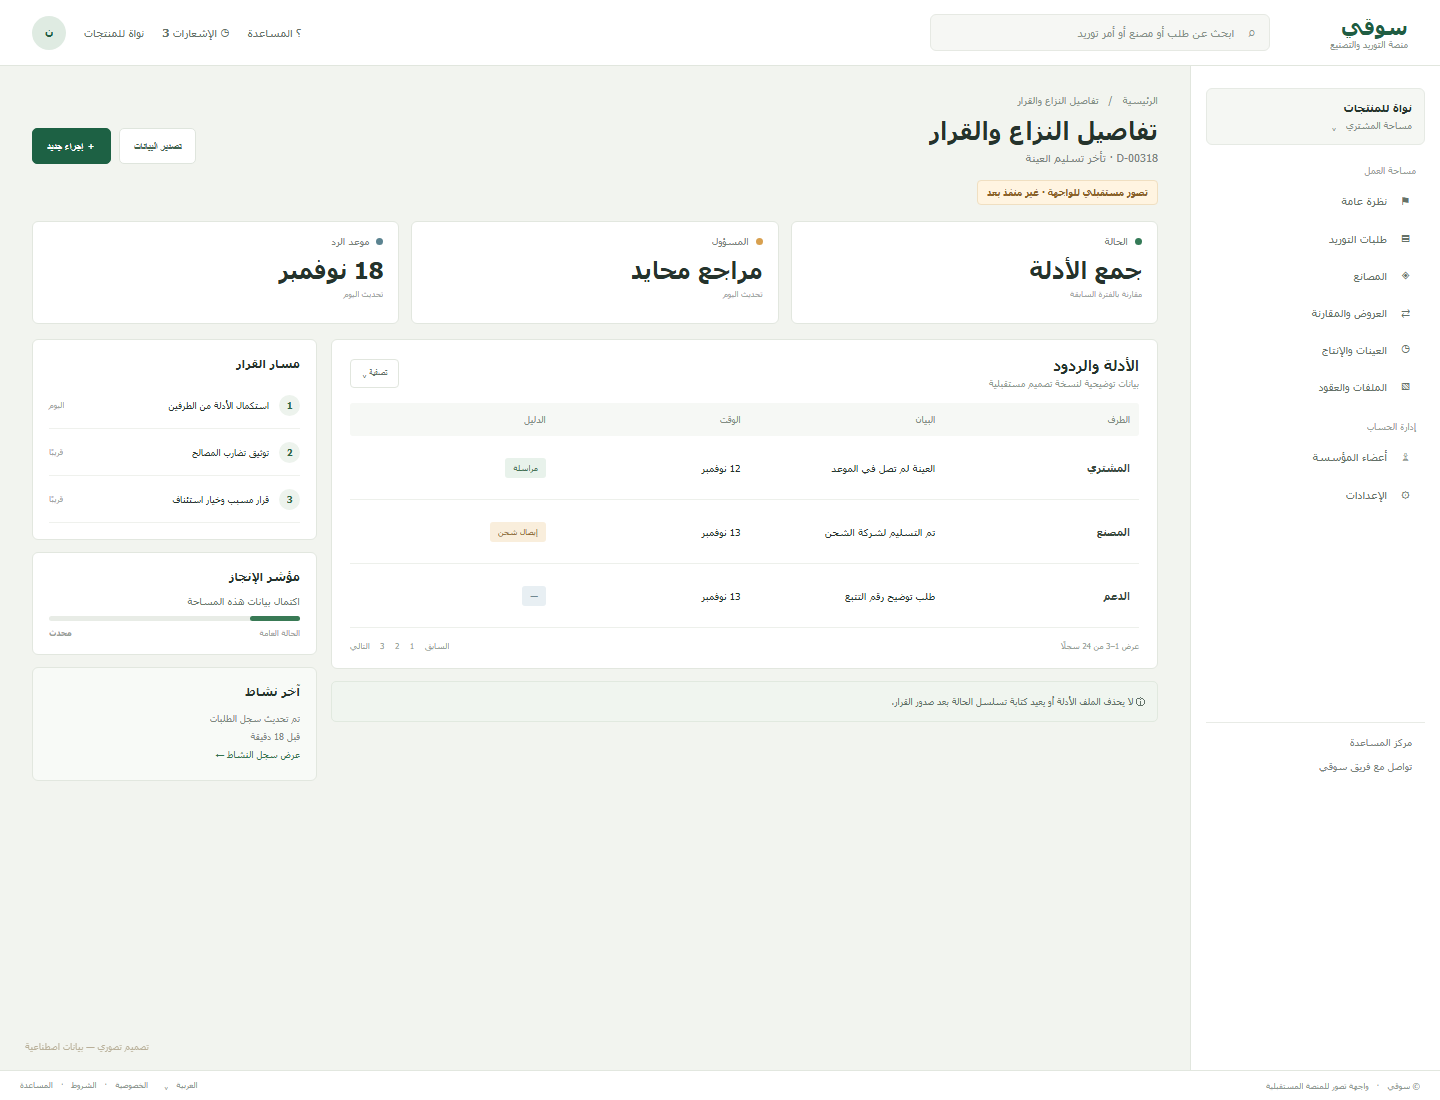 سوقي
منصة التوريد والتصنيع
ابحث عن طلب أو مصنع أو أمر توريد
؟ المساعدة
الإشعارات 3
نواة للمنتجات
ن
نواة للمنتجات
مساحة المشتري
مساحة العمل
نظرة عامة
طلبات التوريد
المصانع
العروض والمقارنة
العينات والإنتاج
الملفات والعقود
إدارة الحساب
أعضاء المؤسسة
الإعدادات
مركز المساعدة
تواصل مع فريق سوقي
الرئيسية / تفاصيل النزاع والقرار
تفاصيل النزاع والقرار
D-00318 · تأخر تسليم العينة
تصور مستقبلي للواجهة · غير منفذ بعد
تصدير البيانات
+ إجراء جديد
الحالة
جمع الأدلة
مقارنة بالفترة السابقة
المسؤول
مراجع محايد
تحديث اليوم
موعد الرد
18 نوفمبر
تحديث اليوم
الأدلة والردود
بيانات توضيحية لنسخة تصميم مستقبلية
تصفية
الطرف البيان الوقت الدليل
المشتري العينة لم تصل في الموعد 12 نوفمبر مراسلة
المصنع تم التسليم لشركة الشحن 13 نوفمبر إيصال شحن
الدعم طلب توضيح رقم التتبع 13 نوفمبر —
عرض 1–3 من 24 سجلًا
السابق 1 2 3 التالي
لا يحذف الملف الأدلة أو يعيد كتابة تسلسل الحالة بعد صدور القرار.
مسار القرار
1 استكمال الأدلة من الطرفين اليوم
2 توثيق تضارب المصالح قريبًا
3 قرار مسبب وخيار استئناف قريبًا
مؤشر الإنجاز
اكتمال بيانات هذه المساحة
الحالة العامة محدث
آخر نشاط
تم تحديث سجل الطلبات
قبل 18 دقيقة
عرض سجل النشاط ←
تصميم تصوري — بيانات اصطناعية
© سوقي · واجهة تصور للمنصة المستقبلية
العربية الخصوصية · الشروط · المساعدة